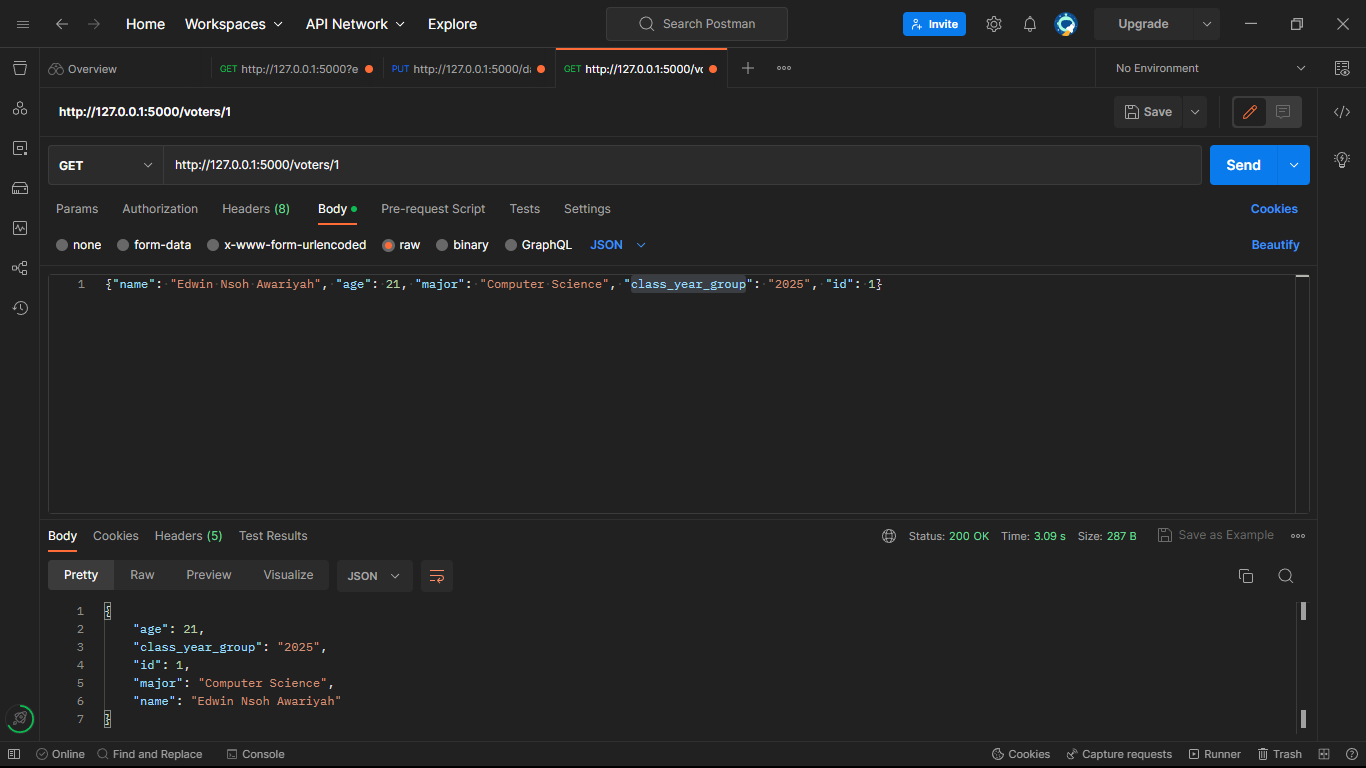 Home Workspaces API Network Explore Search Postman Invite Upgrade
Overview GET http://127.0.0.1:5000?e PUT http://127.0.0.1:5000/d GET http://127.0.0.1:5000/v No Environment
http://127.0.0.1:5000/voters/1 Save
GET http://127.0.0.1:5000/voters/1 Send
Params Authorization Headers (8) Body Pre-request Script Tests Settings Cookies
none form-data x-www-form-urlencoded raw binary GraphQL JSON Beautify
1 {"name": "Edwin Nsoh Awariyah", "age": 21, "major": "Computer Science", "class_year_group": "2025", "id": 1}
Body Cookies Headers (5) Test Results Status: 200 OK Time: 3.09 s Size: 287 B Save as Example
Pretty Raw Preview Visualize JSON
1 {
2 "age": 21,
3 "class_year_group": "2025",
4 "id": 1,
5 "major": "Computer Science",
6 "name": "Edwin Nsoh Awariyah"
7 }
Online Find and Replace Console Cookies Capture requests Runner Trash